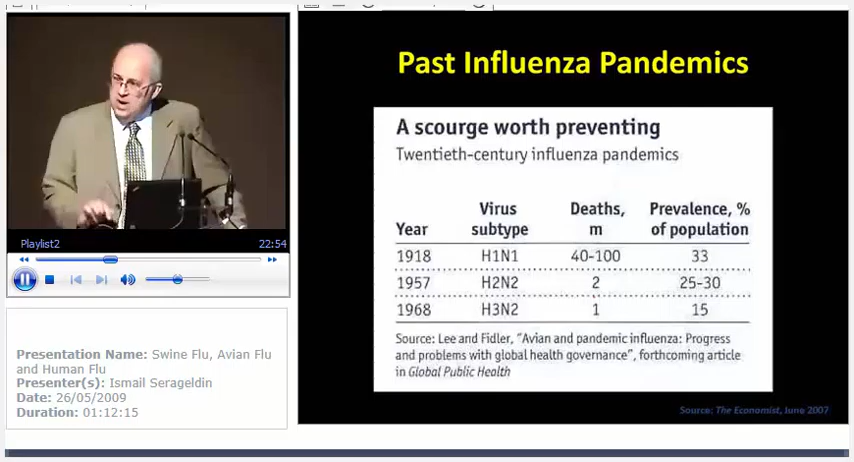 Past Influenza Pandemics
A scourge worth preventing
Twentieth-century influenza pandemics
Year Virus subtype Deaths, m Prevalence, % of population
1918 H1N1 40-100 33
1957 H2N2 2 25-30
1968 H3N2 1 15
Source: Lee and Fidler, "Avian and pandemic influenza: Progress
and problems with global health governance", forthcoming article
in Global Public Health
Source: The Economist, June 2007
Playlist2 22:54
Presentation Name: Swine Flu, Avian Flu
and Human Flu
Presenter(s): Ismail Serageldin
Date: 26/05/2009
Duration: 01:12:15